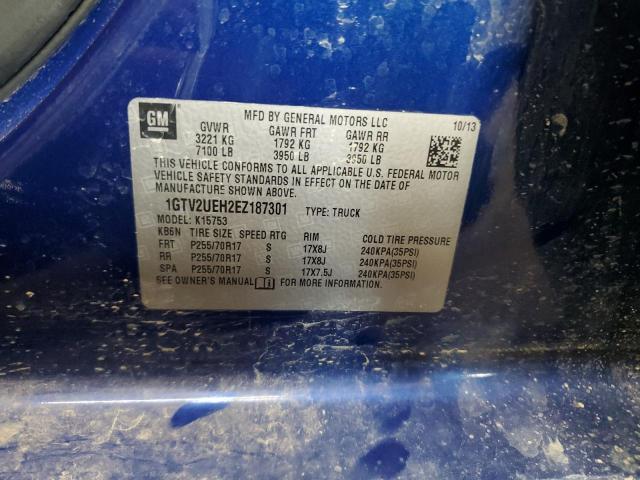 GM
MFD BY GENERAL MOTORS LLC
10/13
GVWR GAWR FRT GAWR RR
3221 KG 1792 KG 1792 KG
7100 LB 3950 LB 3950 LB
THIS VEHICLE CONFORMS TO ALL APPLICABLE U.S. FEDERAL MOTOR
VEHICLE SAFETY STANDARDS IN EFFECT ON THE DATE OF
MANUFACTURE SHOWN ABOVE.
1GTV2UEH2EZ187301 TYPE: TRUCK
MODEL: K15753
KB6N TIRE SIZE SPEED RTG RIM COLD TIRE PRESSURE
FRT P255/70R17 S 17X8J 240KPA(35PSI)
RR P255/70R17 S 17X8J 240KPA(35PSI)
SPA P255/70R17 S 17X7.5J 240KPA(35PSI)
SEE OWNER'S MANUAL FOR MORE INFORMATION.